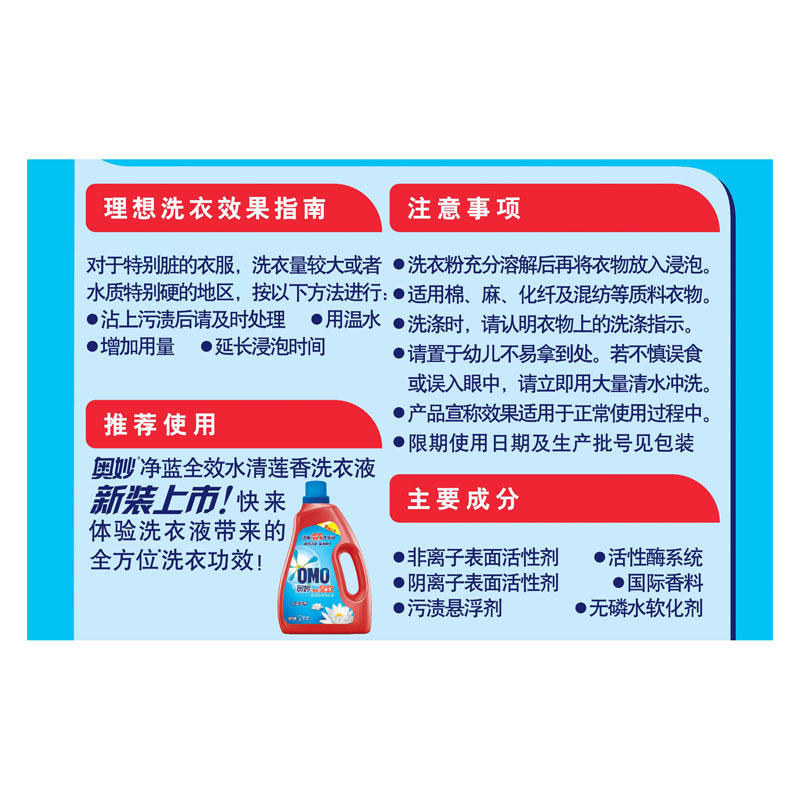 理想洗衣效果指南
对于特别脏的衣服，洗衣量较大或者
水质特别硬的地区，按以下方法进行：
●沾上污渍后请及时处理 ●用温水
●增加用量 ●延长浸泡时间
推荐使用
奥妙®净蓝全效水清莲香洗衣液
新装上市！快来
体验洗衣液带来的
全方位*洗衣功效！
OMO
奥妙
注意事项
●洗衣粉充分溶解后再将衣物放入浸泡。
●适用棉、麻、化纤及混纺等质料衣物。
●洗涤时，请认明衣物上的洗涤指示。
●请置于幼儿不易拿到处。若不慎误食
或误入眼中，请立即用大量清水冲洗。
●产品宣称效果适用于正常使用过程中。
●限期使用日期及生产批号见包装
主要成分
●非离子表面活性剂 ●活性酶系统
●阴离子表面活性剂 ●国际香料
●污渍悬浮剂 ●无磷水软化剂